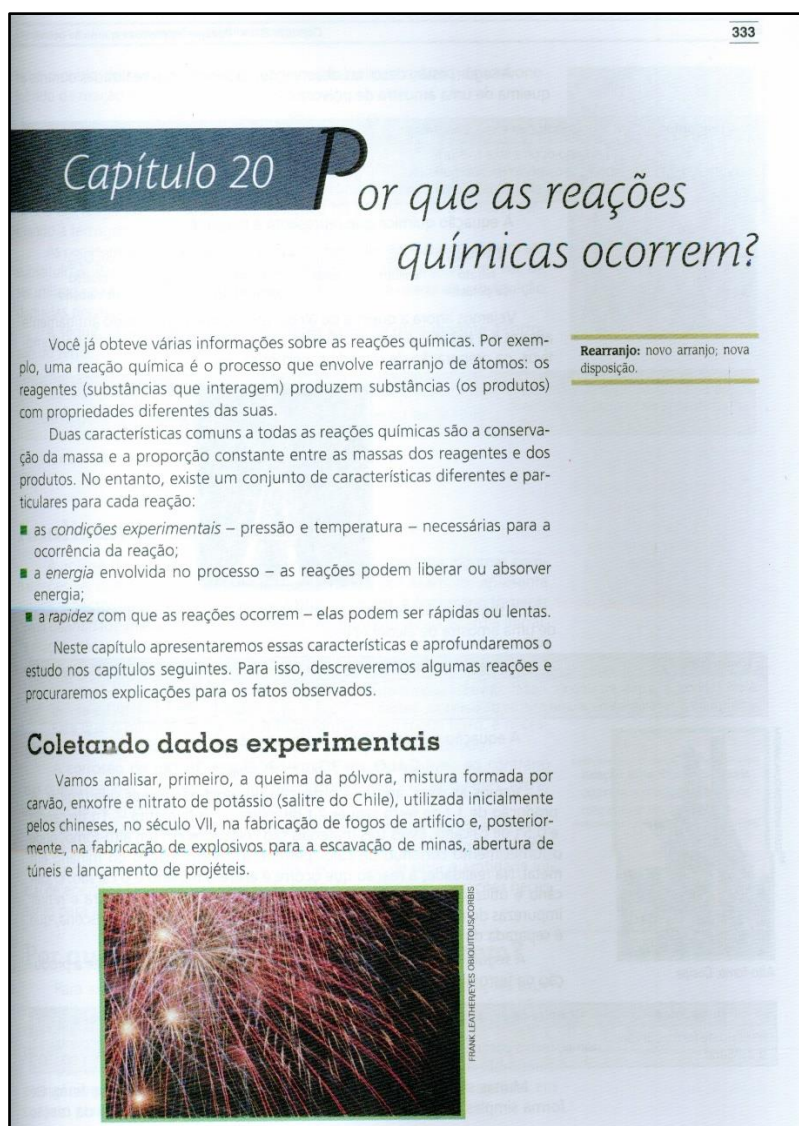 333
Capítulo 20
Por que as reações
químicas ocorrem?
Você já obteve várias informações sobre as reações químicas. Por exem-
plo, uma reação química é o processo que envolve rearranjo de átomos: os
reagentes (substâncias que interagem) produzem substâncias (os produtos)
com propriedades diferentes das suas.
Duas características comuns a todas as reações químicas são a conserva-
ção da massa e a proporção constante entre as massas dos reagentes e dos
produtos. No entanto, existe um conjunto de características diferentes e par-
ticulares para cada reação:
as condições experimentais – pressão e temperatura – necessárias para a
ocorrência da reação;
a energia envolvida no processo – as reações podem liberar ou absorver
energia;
a rapidez com que as reações ocorrem – elas podem ser rápidas ou lentas.
Neste capítulo apresentaremos essas características e aprofundaremos o
estudo nos capítulos seguintes. Para isso, descreveremos algumas reações e
procuraremos explicações para os fatos observados.
Rearranjo: novo arranjo; nova
disposição.
Coletando dados experimentais
Vamos analisar, primeiro, a queima da pólvora, mistura formada por
carvão, enxofre e nitrato de potássio (salitre do Chile), utilizada inicialmente
pelos chineses, no século VII, na fabricação de fogos de artifício e, posterior-
mente, na fabricação de explosivos para a escavação de minas, abertura de
túneis e lançamento de projéteis.
FRANK LEATHER/EYES OBIQUITOUS/CORBIS